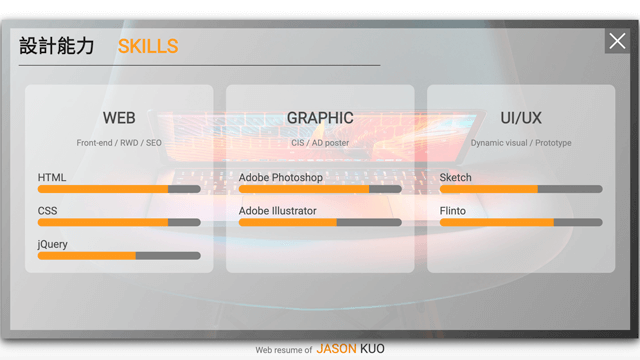 設計能力 SKILLS
WEB
Front-end / RWD / SEO
HTML
CSS
jQuery
GRAPHIC
CIS / AD poster
Adobe Photoshop
Adobe Illustrator
UI/UX
Dynamic visual / Prototype
Sketch
Flinto
Web resume of JASON KUO